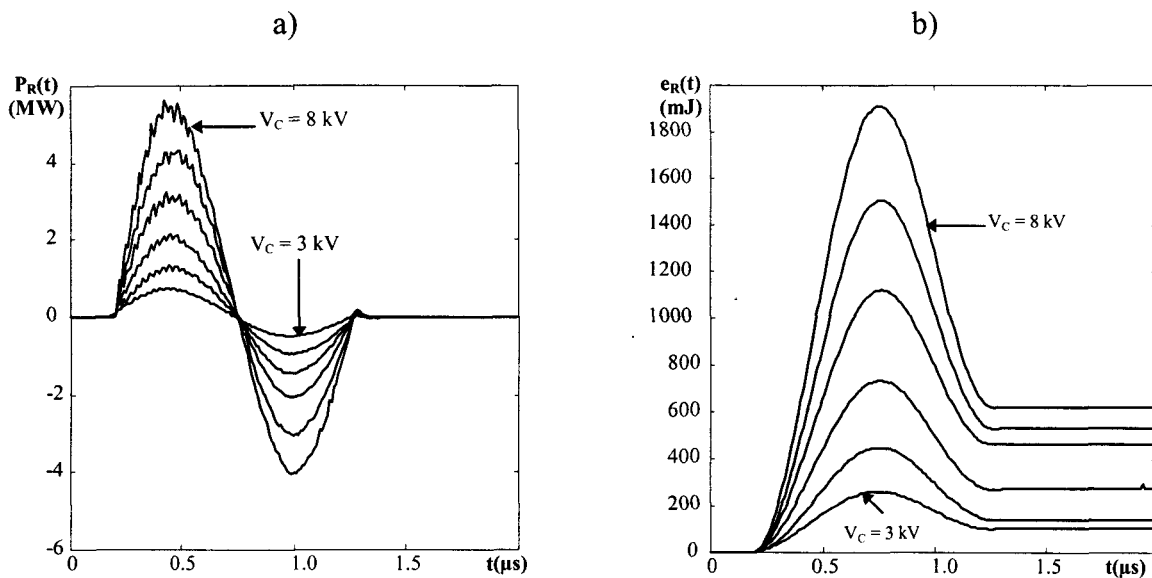 a)
P_R(t)
(MW)
V_C = 8 kV
V_C = 3 kV
4
2
0
-2
-4
-6
0
0.5
1.0
1.5
t(μs)
b)
e_R(t)
(mJ)
1800
1600
1400
1200
1000
800
600
400
200
0
V_C = 8 kV
V_C = 3 kV
0
0.5
1.0
1.5
t(μs)